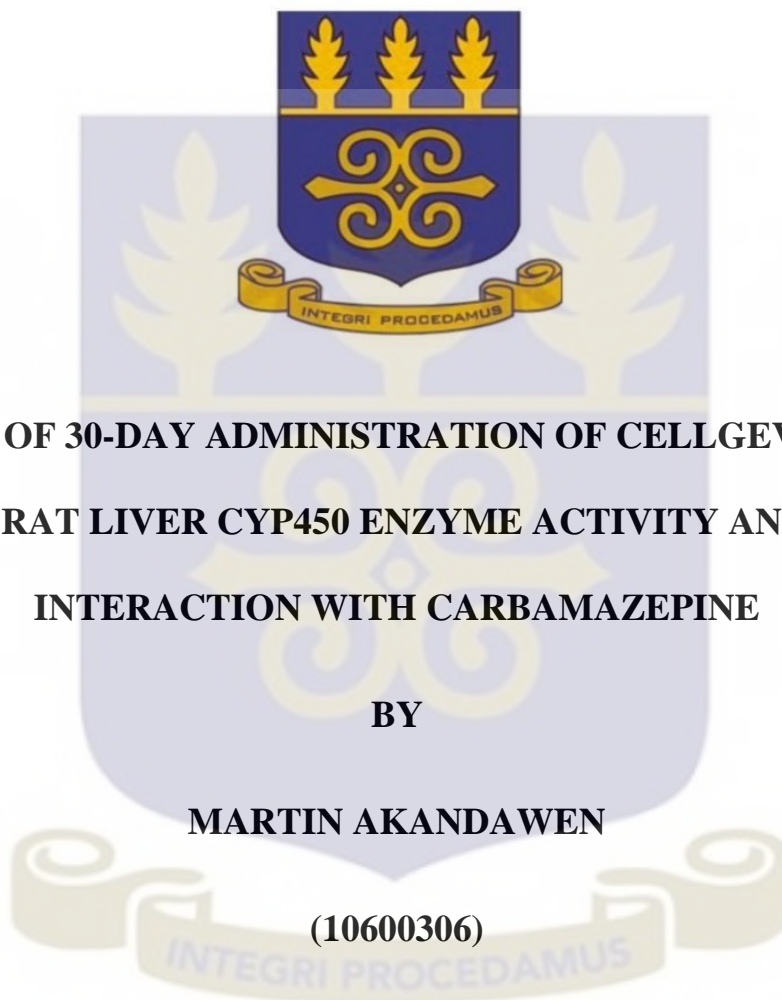 INTEGRI PROCEDAMUS
OF 30-DAY ADMINISTRATION OF CELLGEV
RAT LIVER CYP450 ENZYME ACTIVITY AN
INTERACTION WITH CARBAMAZEPINE
BY
MARTIN AKANDAWEN
(10600306)
INTEGRI PROCEDAMUS